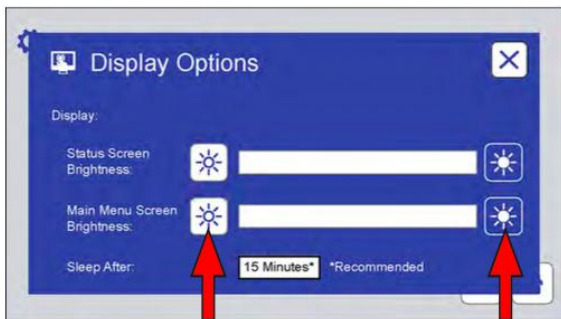 Display Options
Display:
Status Screen
Brightness:
Main Menu Screen
Brightness:
Sleep After:
15 Minutes*
*Recommended